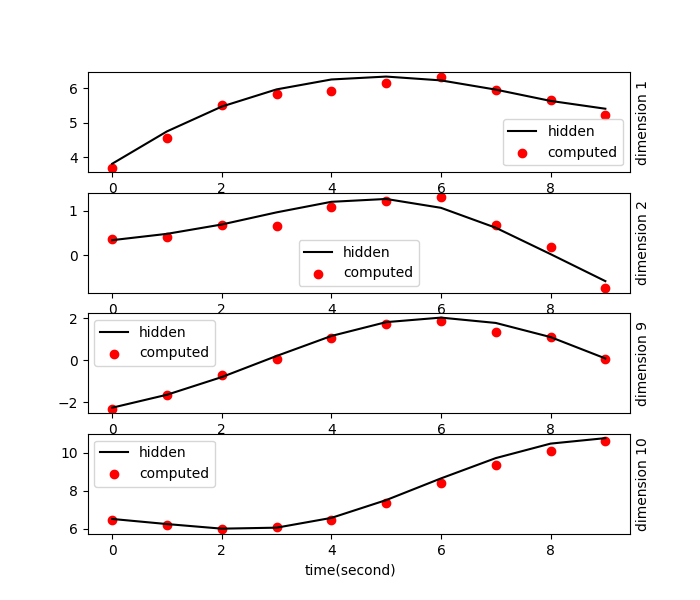 6
5
4
hidden
computed
dimension 1
0 2 4 6 8
1
0
hidden
computed
dimension 2
0 2 4 6 8
2
0
−2
hidden
computed
dimension 9
0 2 4 6 8
10
8
6
hidden
computed
dimension 10
0 2 4 6 8
time(second)